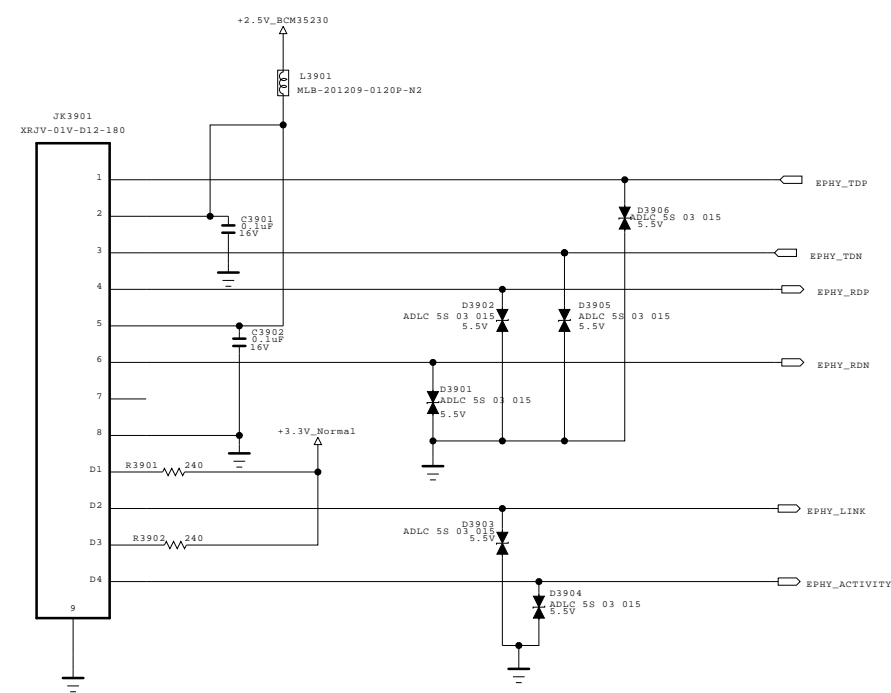 +2.5V_BCM35230
L3901
MLB-201209-0120P-N2
JK3901
XRJV-01V-D12-180
1
EPHY_TDP
2
C3901
0.1uF
16V
D3906
ADLC 5S 03 015
5.5V
3
EPHY_TDN
4
EPHY_RDP
D3902
ADLC 5S 03 015
5.5V
D3905
ADLC 5S 03 015
5.5V
5
C3902
0.1uF
16V
6
EPHY_RDN
7
D3901
ADLC 5S 03 015
5.5V
8
+3.3V_Normal
D1
R3901
240
D2
EPHY_LINK
D3903
ADLC 5S 03 015
5.5V
D3
R3902
240
D4
EPHY_ACTIVITY
D3904
ADLC 5S 03 015
5.5V
9